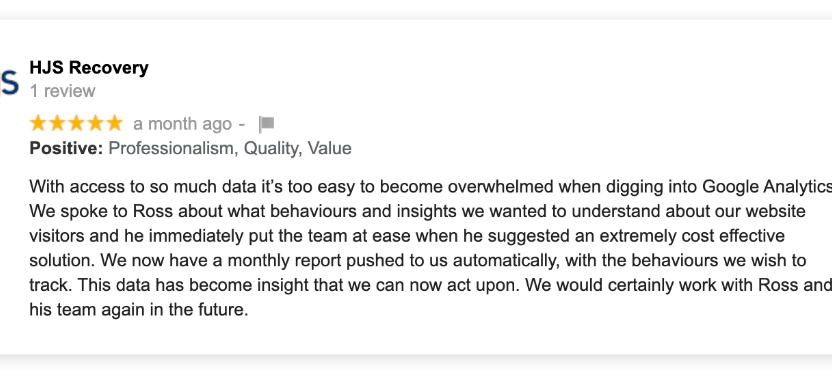 HJS Recovery
S
1 review
a month ago -
Positive: Professionalism, Quality, Value
With access to so much data it’s too easy to become overwhelmed when digging into Google Analytics
We spoke to Ross about what behaviours and insights we wanted to understand about our website
visitors and he immediately put the team at ease when he suggested an extremely cost effective
solution. We now have a monthly report pushed to us automatically, with the behaviours we wish to
track. This data has become insight that we can now act upon. We would certainly work with Ross and
his team again in the future.